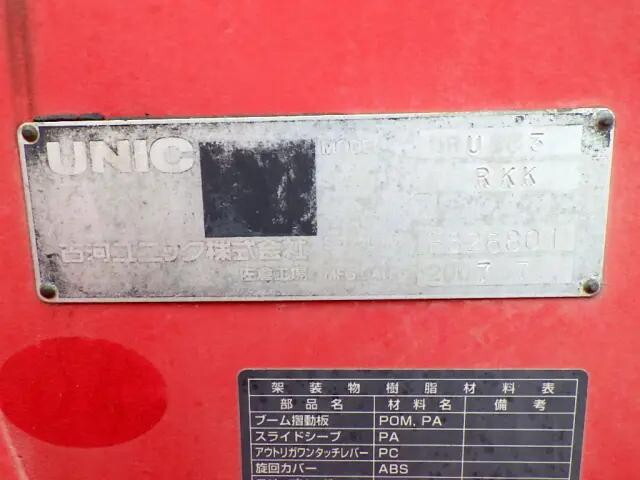 UNIC
MODEL U 3
RKK
古河ユニック株式会社
佐倉工場 MFG.DATE 2007 7
架装物樹脂材料表
部品名 材料名 備考
ブーム摺動板 POM, PA
スライドシーブ PA
アウトリガワンタッチレバー PC
旋回カバー ABS